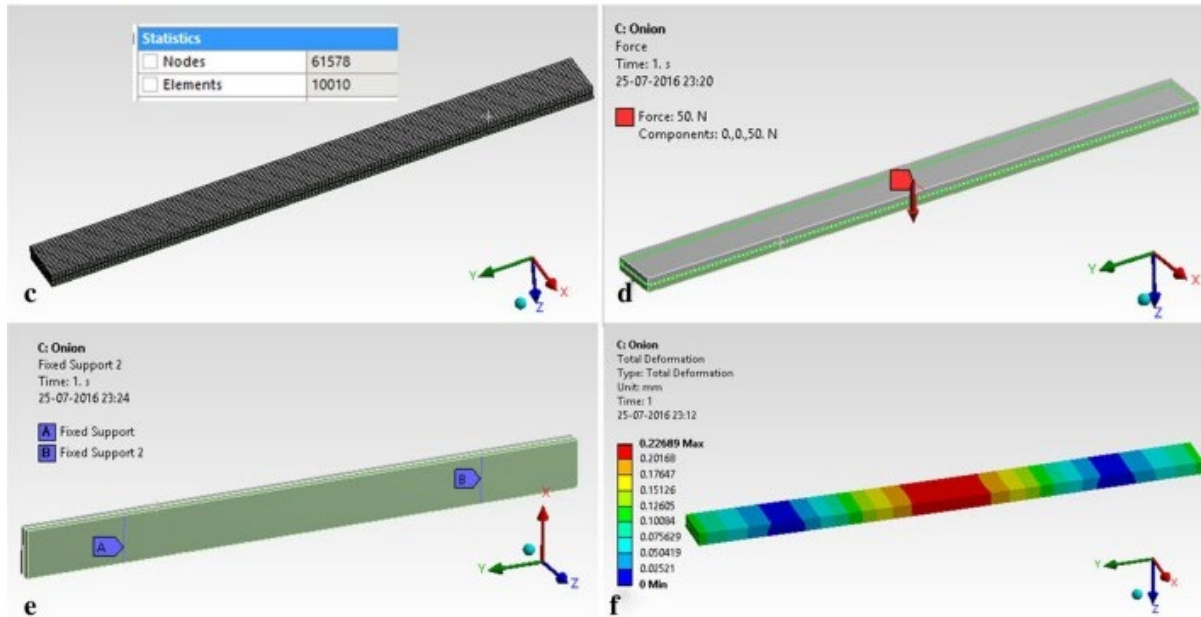 Statistics
Nodes 61578
Elements 10010
c
C: Onion
Force
Time: 1. s
25-07-2016 23:20
Force: 50. N
Components: 0.,0.,50. N
Y
X
Z
d
C: Onion
Fixed Support 2
Time: 1. s
25-07-2016 23:24
A Fixed Support
B Fixed Support 2
A
B
X
Y
Z
e
C: Onion
Total Deformation
Type: Total Deformation
Unit: mm
Time: 1
25-07-2016 23:12
0.22689 Max
0.20168
0.17647
0.15126
0.12605
0.10084
0.075629
0.050419
0.02521
0 Min
Y
X
Z
f